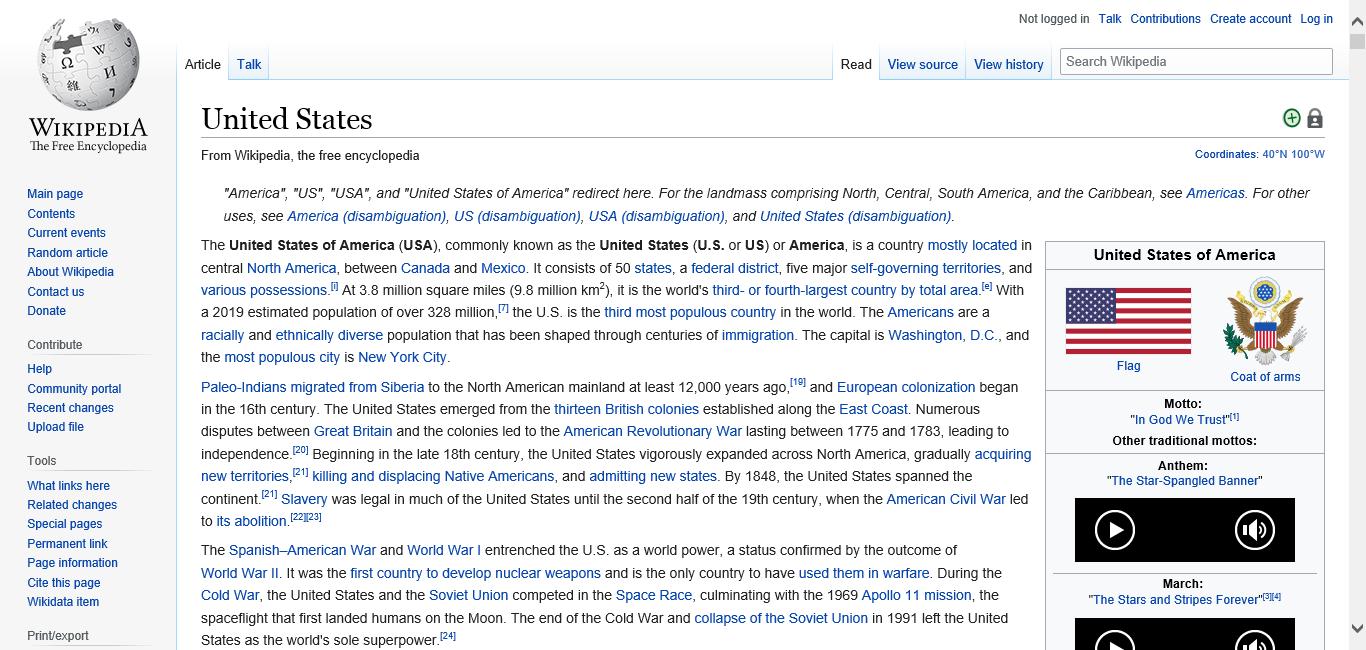 Not logged in Talk Contributions Create account Log in
Article Talk Read View source View history Search Wikipedia
Ω W И 維
WIKIPEDIA
The Free Encyclopedia
Main page
Contents
Current events
Random article
About Wikipedia
Contact us
Donate
Contribute
Help
Community portal
Recent changes
Upload file
Tools
What links here
Related changes
Special pages
Permanent link
Page information
Cite this page
Wikidata item
Print/export
United States
From Wikipedia, the free encyclopedia
Coordinates: 40°N 100°W
"America", "US", "USA", and "United States of America" redirect here. For the landmass comprising North, Central, South America, and the Caribbean, see Americas. For other
uses, see America (disambiguation), US (disambiguation), USA (disambiguation), and United States (disambiguation).
The United States of America (USA), commonly known as the United States (U.S. or US) or America, is a country mostly located in
central North America, between Canada and Mexico. It consists of 50 states, a federal district, five major self-governing territories, and
various possessions.[i] At 3.8 million square miles (9.8 million km2), it is the world's third- or fourth-largest country by total area.[e] With
a 2019 estimated population of over 328 million,[7] the U.S. is the third most populous country in the world. The Americans are a
racially and ethnically diverse population that has been shaped through centuries of immigration. The capital is Washington, D.C., and
the most populous city is New York City.
Paleo-Indians migrated from Siberia to the North American mainland at least 12,000 years ago,[19] and European colonization began
in the 16th century. The United States emerged from the thirteen British colonies established along the East Coast. Numerous
disputes between Great Britain and the colonies led to the American Revolutionary War lasting between 1775 and 1783, leading to
independence.[20] Beginning in the late 18th century, the United States vigorously expanded across North America, gradually acquiring
new territories,[21] killing and displacing Native Americans, and admitting new states. By 1848, the United States spanned the
continent.[21] Slavery was legal in much of the United States until the second half of the 19th century, when the American Civil War led
to its abolition.[22][23]
The Spanish–American War and World War I entrenched the U.S. as a world power, a status confirmed by the outcome of
World War II. It was the first country to develop nuclear weapons and is the only country to have used them in warfare. During the
Cold War, the United States and the Soviet Union competed in the Space Race, culminating with the 1969 Apollo 11 mission, the
spaceflight that first landed humans on the Moon. The end of the Cold War and collapse of the Soviet Union in 1991 left the United
States as the world's sole superpower.[24]
United States of America
Flag
Coat of arms
Motto:
"In God We Trust"[1]
Other traditional mottos:
Anthem:
"The Star-Spangled Banner"
March:
"The Stars and Stripes Forever"[3][4]